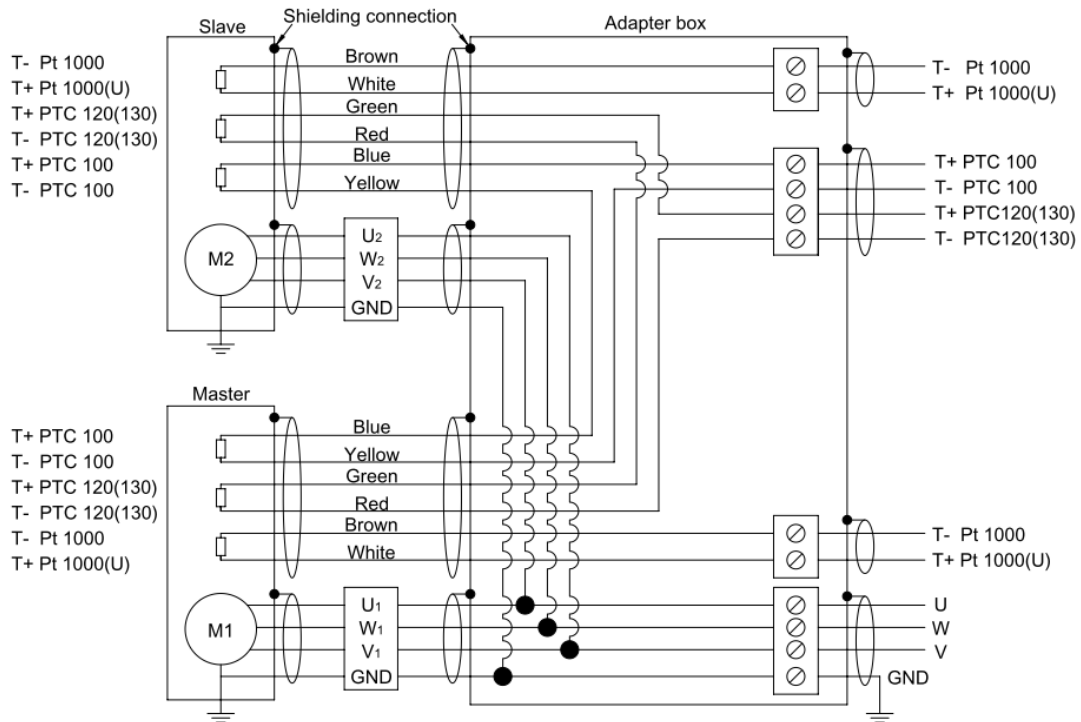 Shielding connection
Slave
Adapter box
T- Pt 1000
T+ Pt 1000(U)
T+ PTC 120(130)
T- PTC 120(130)
T+ PTC 100
T- PTC 100
Brown
White
Green
Red
Blue
Yellow
M2
U2
W2
V2
GND
T- Pt 1000
T+ Pt 1000(U)
T+ PTC 100
T- PTC 100
T+ PTC120(130)
T- PTC120(130)
Master
T+ PTC 100
T- PTC 100
T+ PTC 120(130)
T- PTC 120(130)
T- Pt 1000
T+ Pt 1000(U)
Blue
Yellow
Green
Red
Brown
White
M1
U1
W1
V1
GND
T- Pt 1000
T+ Pt 1000(U)
U
W
V
GND